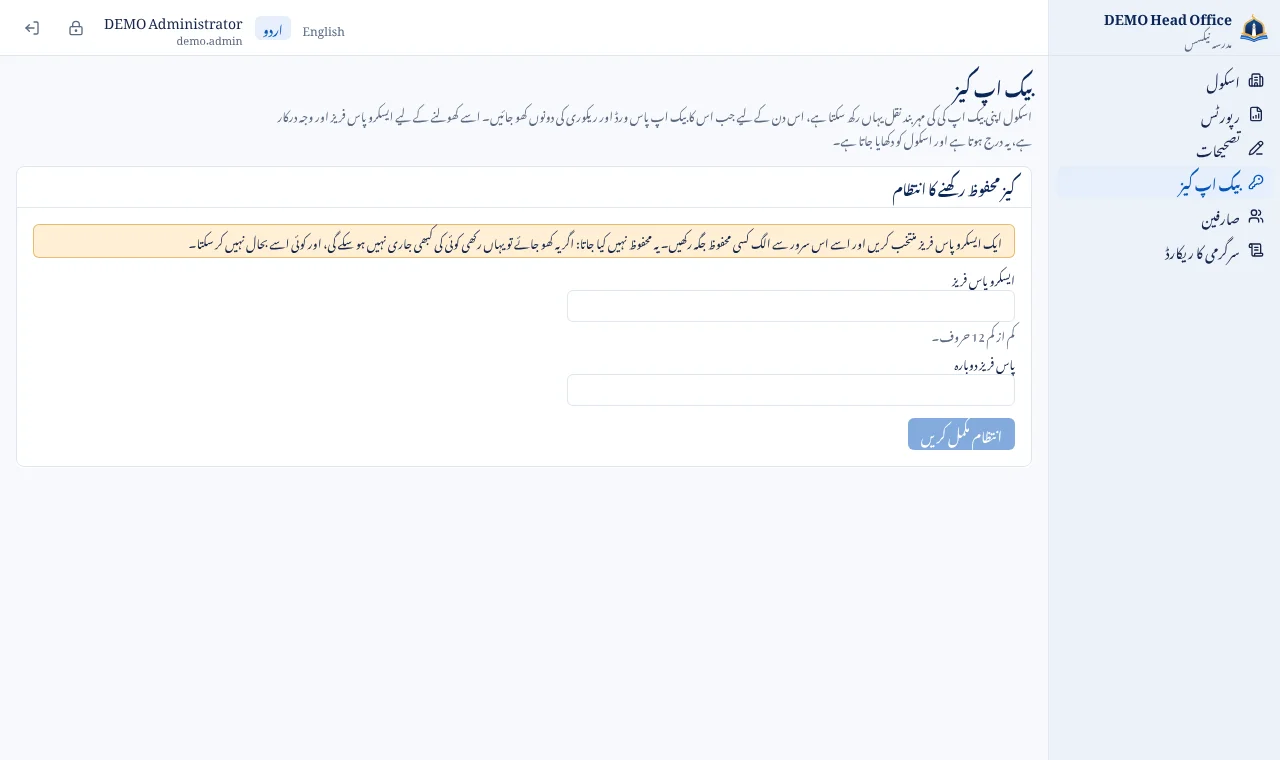 DEMO Head Office
مدرسہ نیکسس
DEMO Administrator
demo.admin
اردو
English
اسکول
رپورٹس
تصحیحات
بیک اپ کیز
صارفین
سرگرمی کا ریکارڈ
بیک اپ کیز
اسکول اپنی بیک اپ کی کی مہر بند نقل یہاں رکھ سکتا ہے، اس دن کے لیے جب اس کا بیک اپ پاس ورڈ اور ریکوری کی دونوں کھو جائیں۔ اسے کھولنے کے لیے ایسکرو پاس فریز اور وجہ درکار
ہے، یہ درج ہوتا ہے اور اسکول کو دکھایا جاتا ہے۔
کیز محفوظ رکھنے کا انتظام
ایک ایسکرو پاس فریز منتخب کریں اور اسے اس سرور سے الگ کسی محفوظ جگہ رکھیں۔ یہ محفوظ نہیں کیا جاتا: اگر یہ کھو جائے تو یہاں رکھی کوئی کی کبھی جاری نہیں ہو سکے گی، اور کوئی اسے بحال نہیں کر سکتا۔
ایسکرو پاس فریز
کم از کم 12 حروف۔
پاس فریز دوبارہ
انتظام مکمل کریں